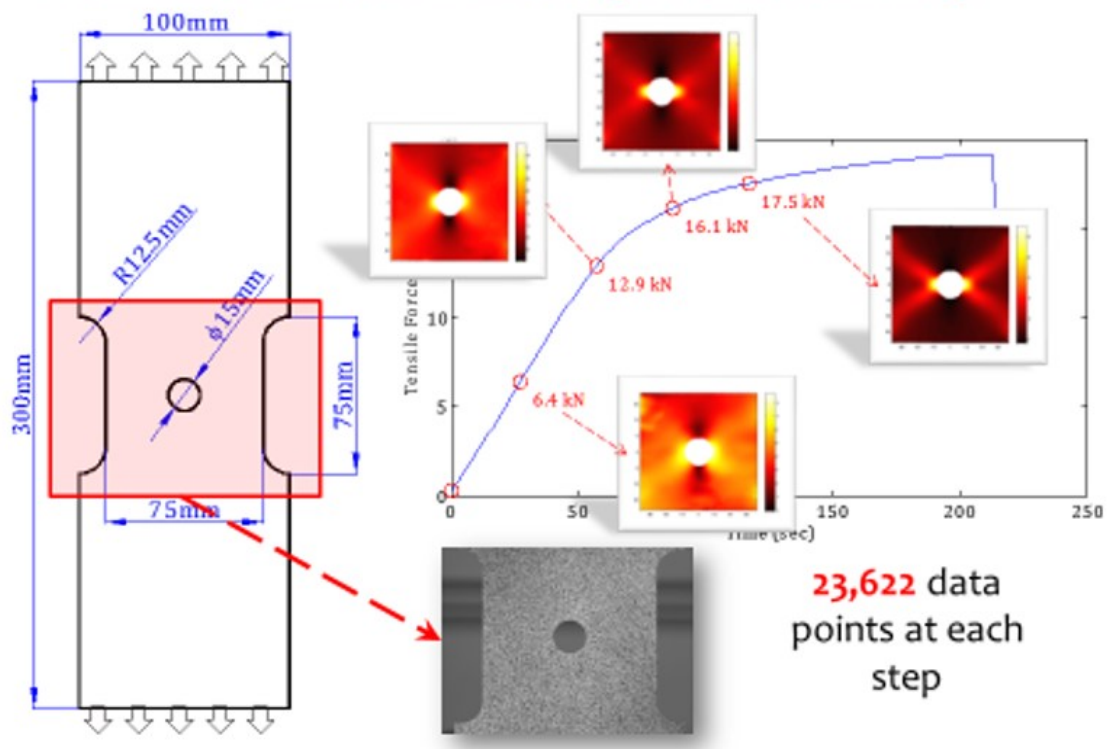 100mm
300mm
R12.5mm
ϕ15mm
75mm
75mm
Tensile Force
10
5
0
0
50
150
200
250
Time (sec)
6.4 kN
12.9 kN
16.1 kN
17.5 kN
23,622 data
points at each
step